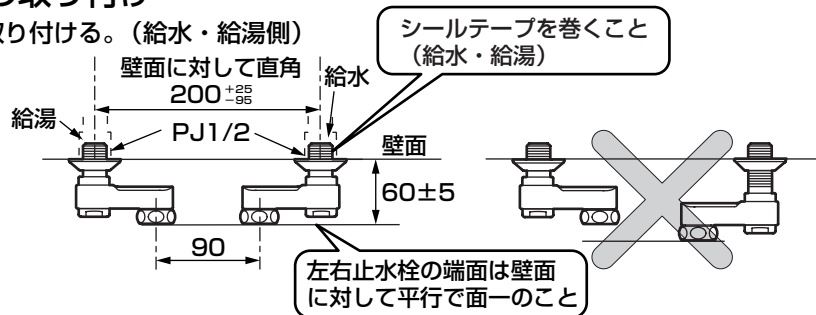 取り付ける。（給水・給湯側）
シールテープを巻くこと
（給水・給湯）
壁面に対して直角
200 +25 −95
給水
給湯
PJ1/2
壁面
60±5
90
左右止水栓の端面は壁面
に対して平行で面一のこと